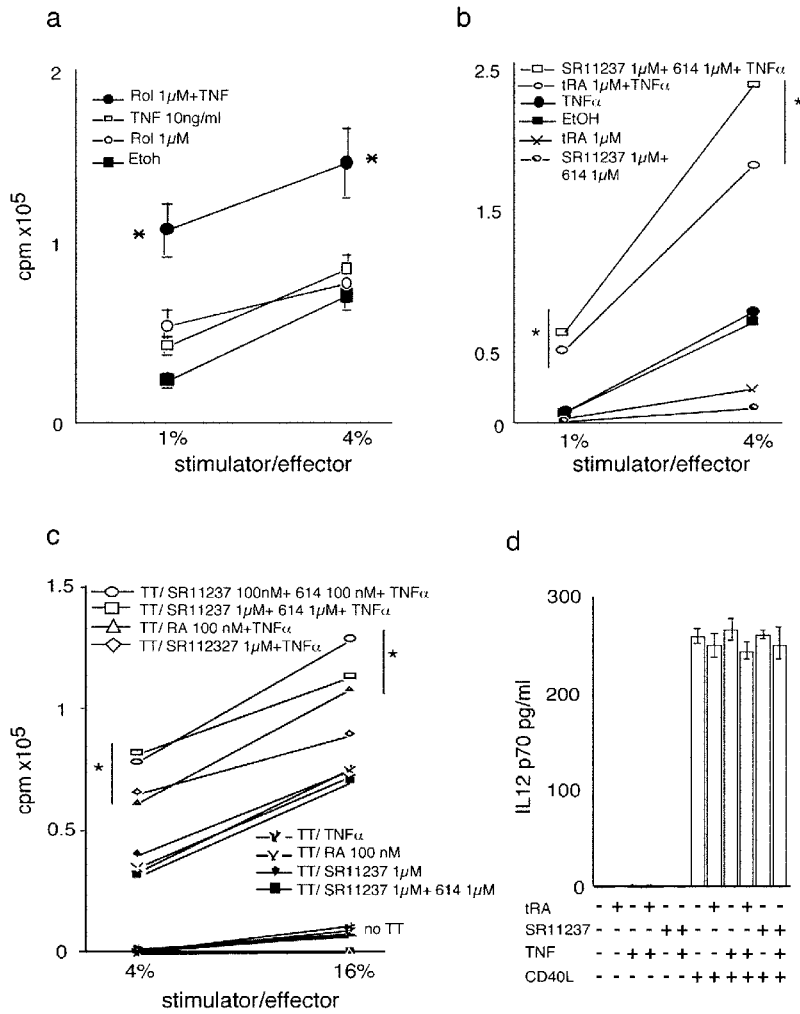 a
2
1
0
cpm x10⁵
Rol 1µM+TNF
TNF 10ng/ml
Rol 1µM
Etoh
*
*
1%
4%
stimulator/effector
b
2.5
1.5
0.5
0
SR11237 1µM+ 614 1µM+ TNFα
tRA 1µM+TNFα
TNFα
EtOH
tRA 1µM
SR11237 1µM+
614 1µM
*
*
1%
4%
stimulator/effector
c
1.5
1
0.5
0
cpm x10⁵
TT/ SR11237 100nM+ 614 100 nM+ TNFα
TT/ SR11237 1µM+ 614 1µM+ TNFα
TT/ RA 100 nM+TNFα
TT/ SR112327 1µM+TNFα
*
*
TT/ TNFα
TT/ RA 100 nM
TT/ SR11237 1µM
TT/ SR11237 1µM+ 614 1µM
no TT
4%
16%
stimulator/effector
d
300
200
100
0
IL12 p70 pg/ml
tRA - + - + - - - + - + - -
SR11237 - - - - + + - - - - + +
TNF - - + + - + - - + + - +
CD40L - - - - - - + + + + + +